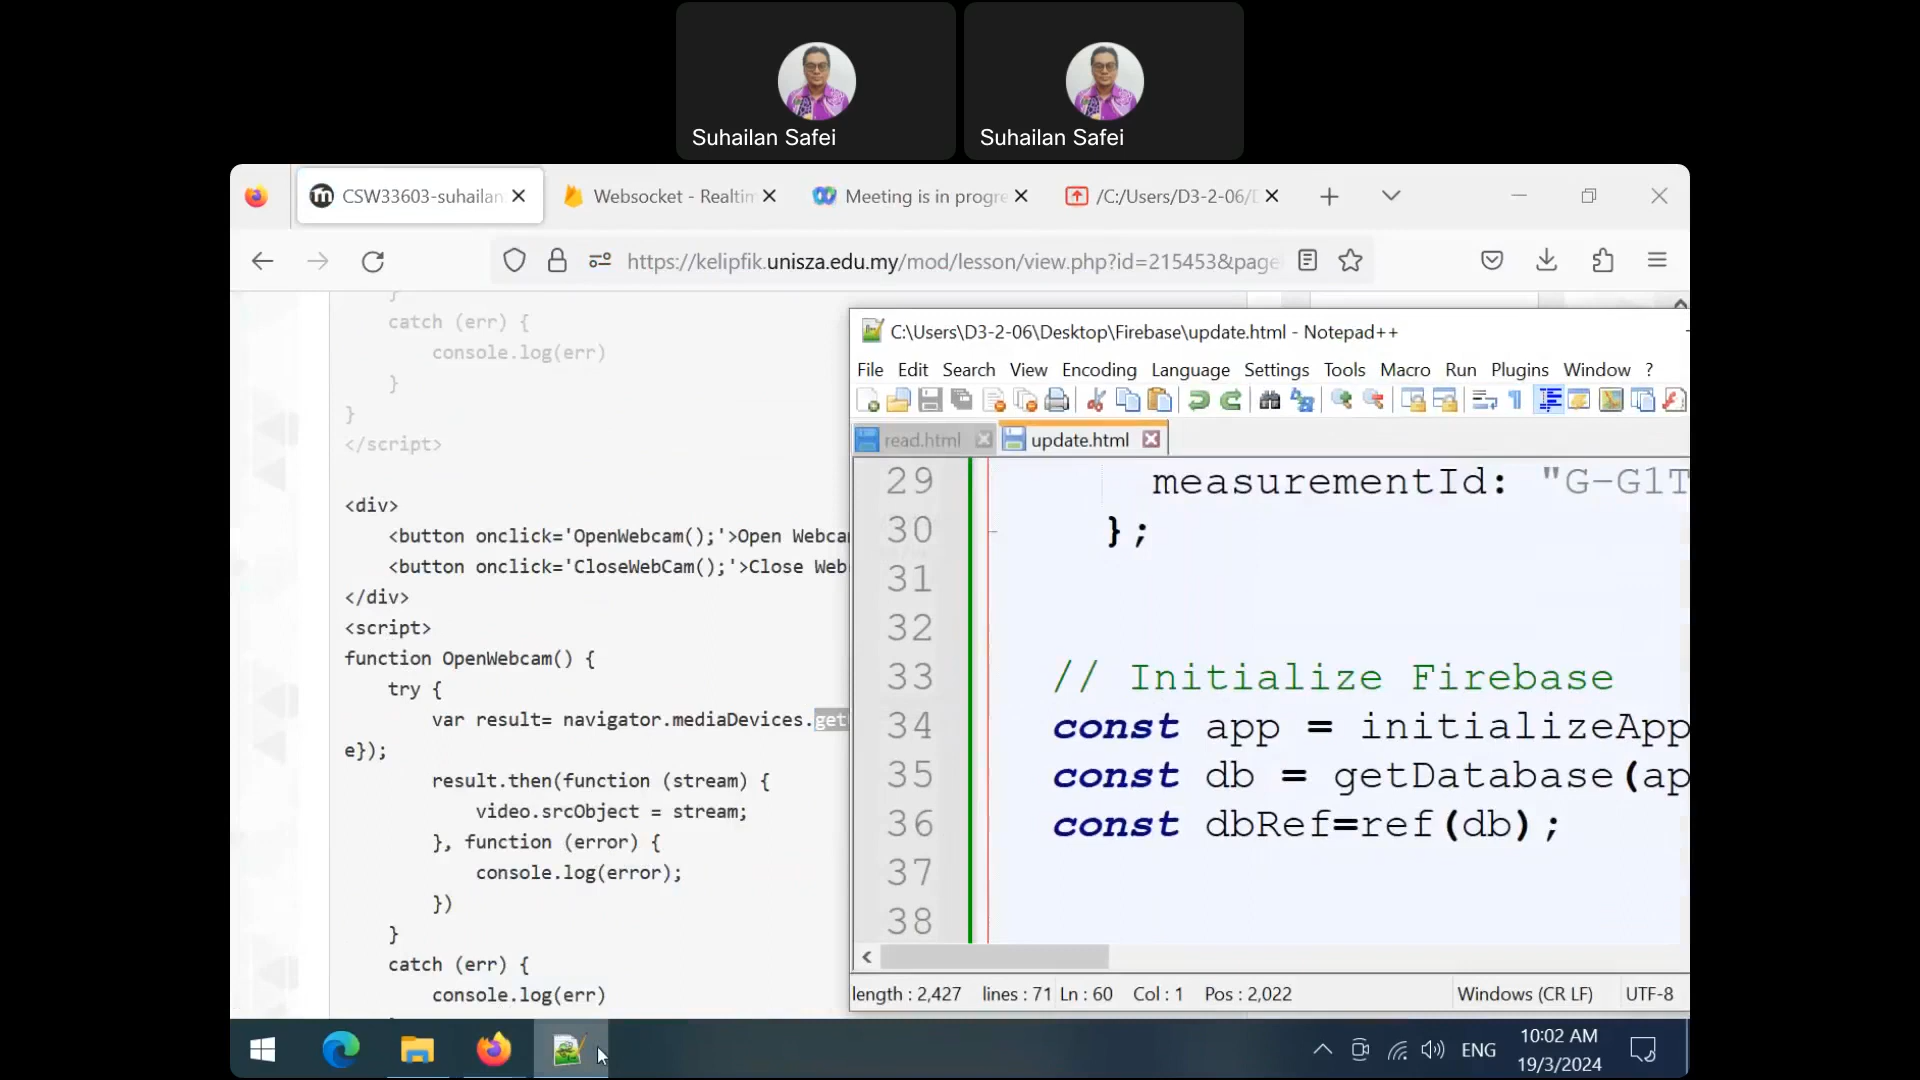 Suhailan Safei
Suhailan Safei
CSW33603-suhailan
Websocket - Realtim
Meeting is in progre
/C:/Users/D3-2-06/D
https://kelipfik.unisza.edu.my/mod/lesson/view.php?id=215453&page
}
catch (err) {
console.log(err)
}
}
</script>
<div>
<button onclick='OpenWebcam();'>Open Webcam
<button onclick='CloseWebCam();'>Close Web
</div>
<script>
function OpenWebcam() {
try {
var result= navigator.mediaDevices.get
e});
result.then(function (stream) {
video.srcObject = stream;
}, function (error) {
console.log(error);
})
}
catch (err) {
console.log(err)
C:\Users\D3-2-06\Desktop\Firebase\update.html - Notepad++
File Edit Search View Encoding Language Settings Tools Macro Run Plugins Window ?
read.html update.html
29 measurementId: "G-G1T
30 };
31
32
33 // Initialize Firebase
34 const app = initializeApp
35 const db = getDatabase(ap
36 const dbRef=ref(db);
37
38
length : 2,427 lines : 71 Ln : 60 Col : 1 Pos : 2,022 Windows (CR LF) UTF-8
ENG
10:02 AM
19/3/2024